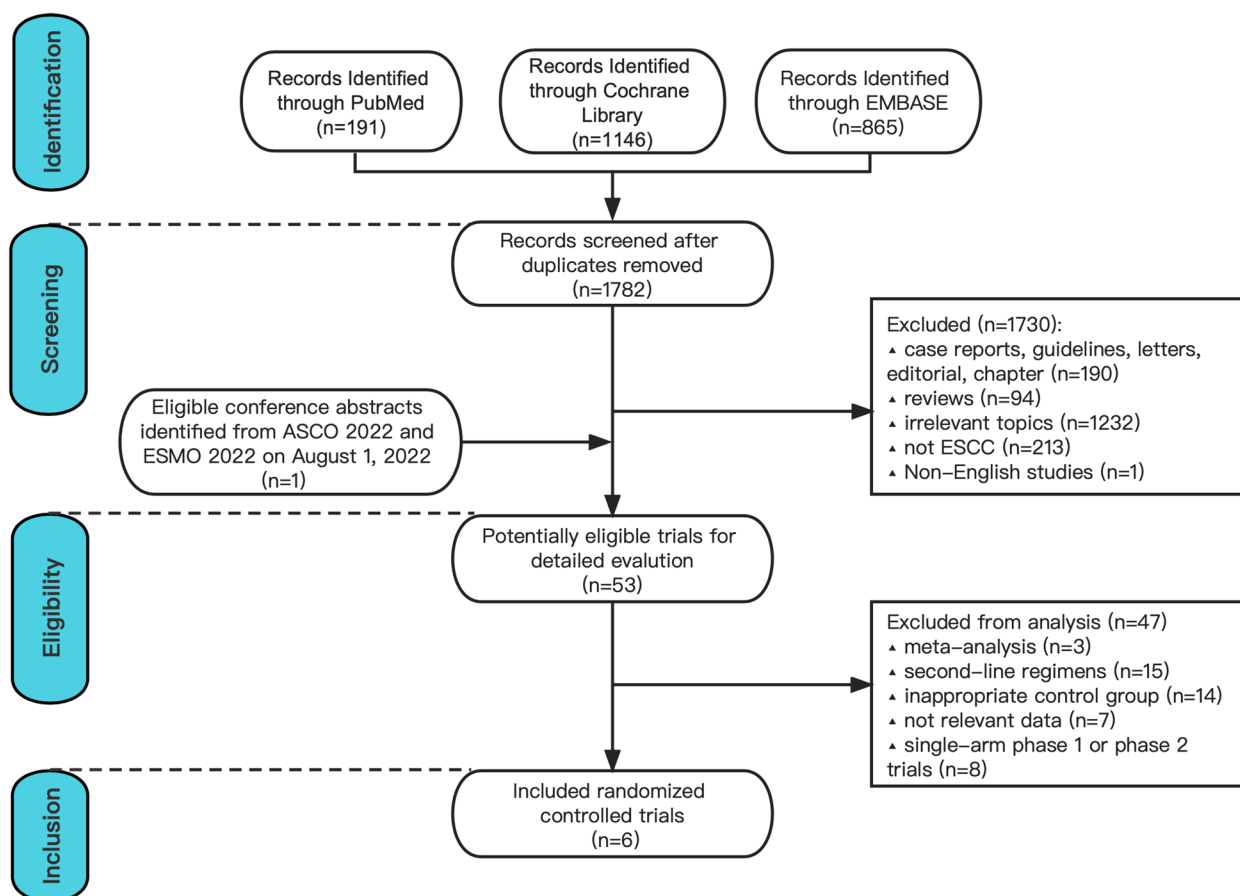 Identification
Records Identified
through PubMed
(n=191)
Records Identified
through Cochrane
Library
(n=1146)
Records Identified
through EMBASE
(n=865)
Screening
Records screened after
duplicates removed
(n=1782)
Excluded (n=1730):
▲ case reports, guidelines, letters,
editorial, chapter (n=190)
▲ reviews (n=94)
▲ irrelevant topics (n=1232)
▲ not ESCC (n=213)
▲ Non–English studies (n=1)
Eligible conference abstracts
identified from ASCO 2022 and
ESMO 2022 on August 1, 2022
(n=1)
Eligibility
Potentially eligible trials for
detailed evalution
(n=53)
Excluded from analysis (n=47)
▲ meta–analysis (n=3)
▲ second–line regimens (n=15)
▲ inappropriate control group (n=14)
▲ not relevant data (n=7)
▲ single–arm phase 1 or phase 2
trials (n=8)
Inclusion
Included randomized
controlled trials
(n=6)